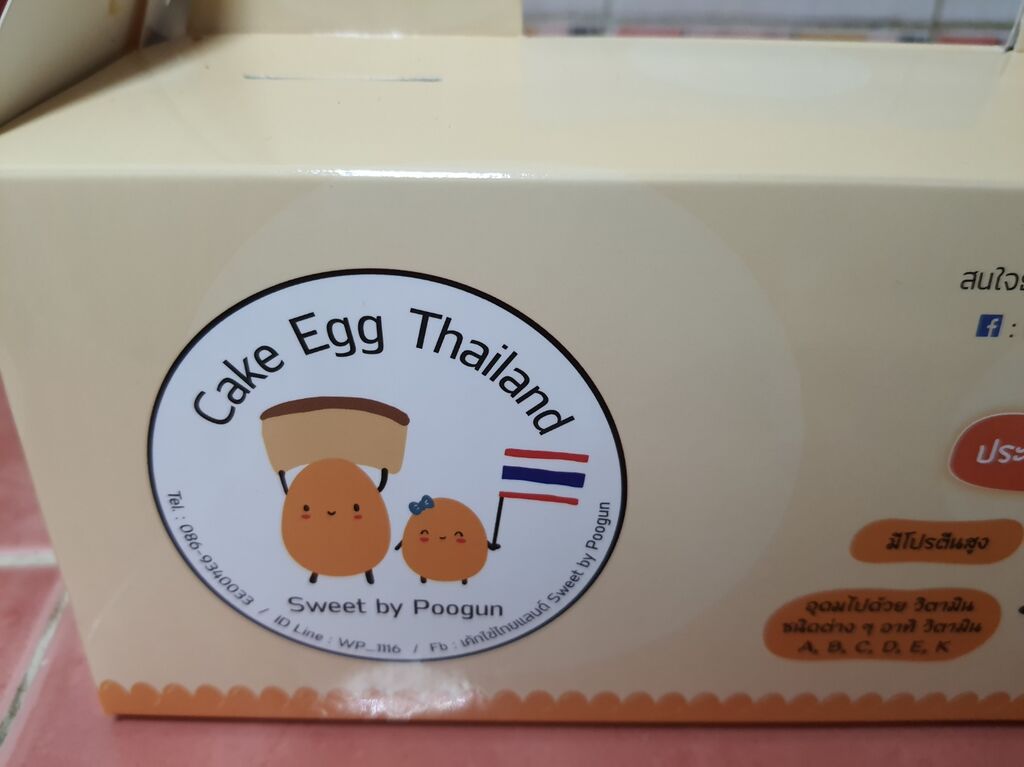 Cake Egg Thailand
Sweet by Poogun
Tel. : 086-9340033 / ID Line : WP_1116 / Fb : เค้กไข่ไทยแลนด์ Sweet by Poogun
สนใจ
f :
ประ
มีโปรตีนสูง
อุดมไปด้วย วิตามิน
ชนิดต่าง ๆ อาทิ วิตามิน
A, B, C, D, E, K